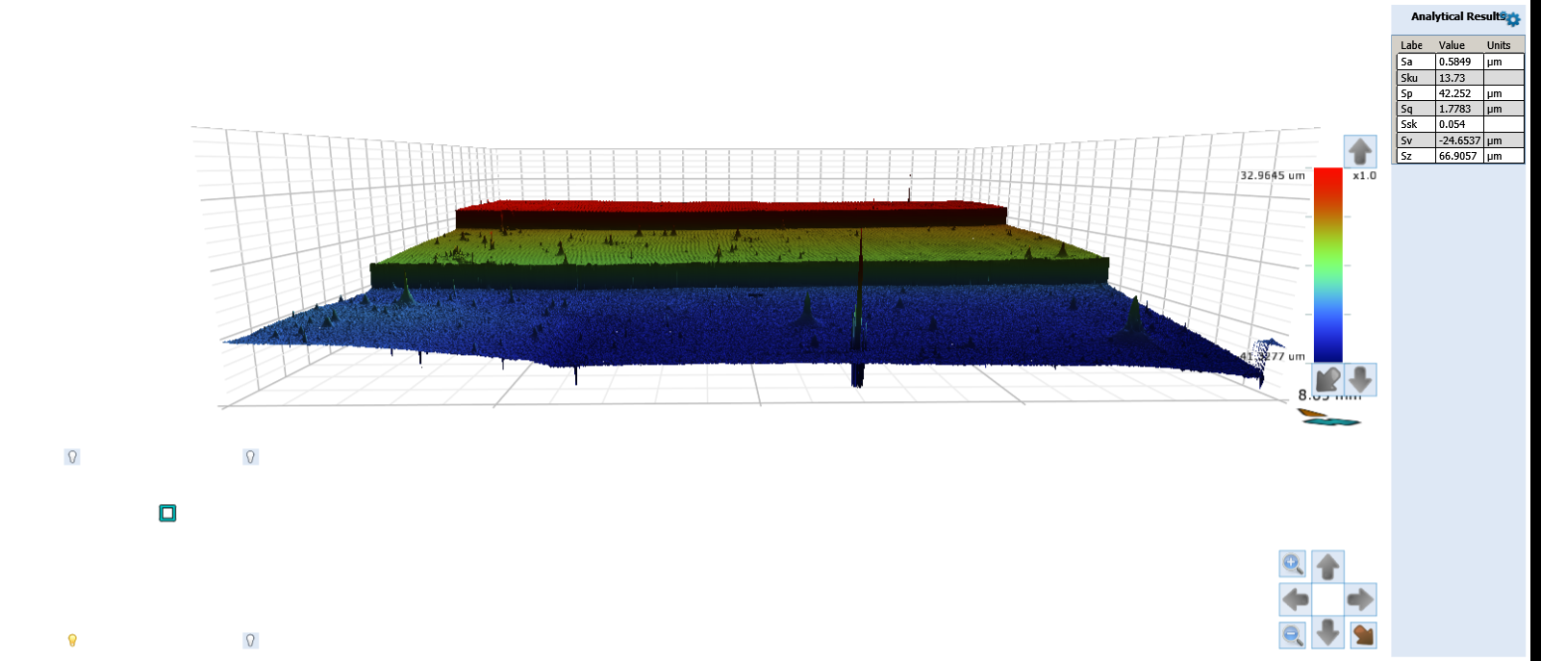 Analytical Results
Labe Value Units
Sa 0.5849 µm
Sku 13.73
Sp 42.252 µm
Sq 1.7783 µm
Ssk 0.054
Sv -24.6537 µm
Sz 66.9057 µm
32.9645 um
x1.0
um
mm